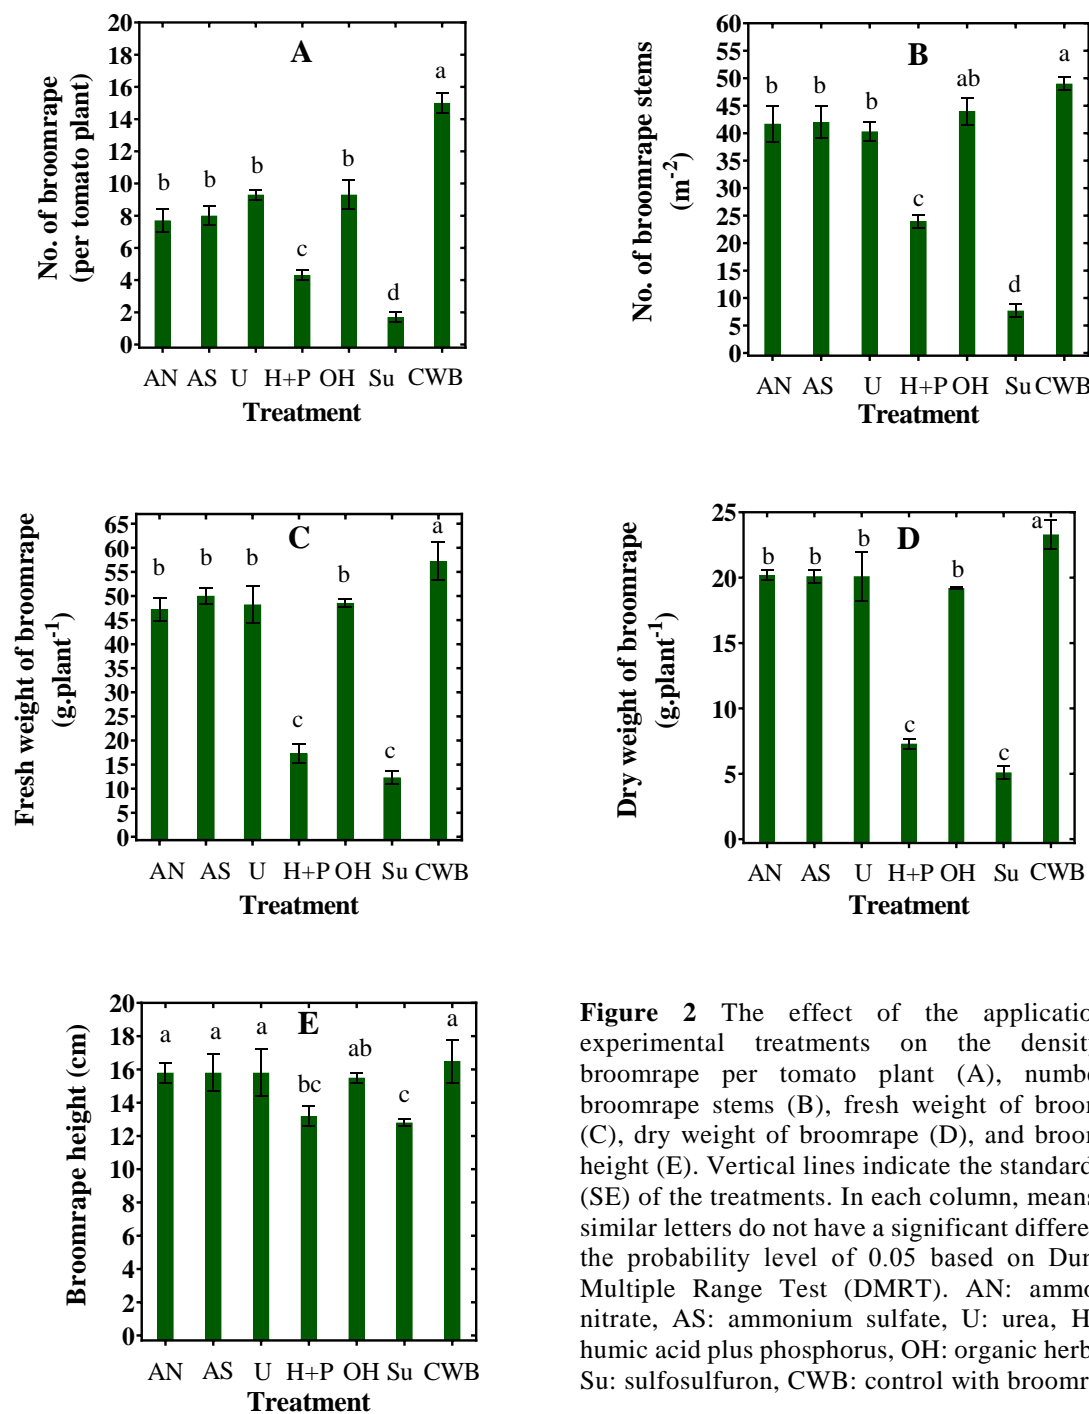 A
No. of broomrape
(per tomato plant)
20
18
16
14
12
10
8
6
4
2
0
b b b c b d a
AN AS U H+P OH Su CWB
Treatment
B
No. of broomrape stems
(m-2)
60
55
50
45
40
35
30
25
20
15
10
5
0
b b b c ab d a
AN AS U H+P OH Su CWB
Treatment
C
Fresh weight of broomrape
(g.plant-1)
65
60
55
50
45
40
35
30
25
20
15
10
5
0
b b b c b c a
AN AS U H+P OH Su CWB
Treatment
D
Dry weight of broomrape
(g.plant-1)
25
20
15
10
5
0
b b b c b c a
AN AS U H+P OH Su CWB
Treatment
E
Broomrape height (cm)
20
18
16
14
12
10
8
6
4
2
0
a a a bc ab c a
AN AS U H+P OH Su CWB
Treatment
Figure 2 The effect of the applicatio
experimental treatments on the densit
broomrape per tomato plant (A), numbe
broomrape stems (B), fresh weight of broor
(C), dry weight of broomrape (D), and broor
height (E). Vertical lines indicate the standard
(SE) of the treatments. In each column, means
similar letters do not have a significant differe
the probability level of 0.05 based on Dun
Multiple Range Test (DMRT). AN: ammo
nitrate, AS: ammonium sulfate, U: urea, H
humic acid plus phosphorus, OH: organic herb
Su: sulfosulfuron, CWB: control with broomr